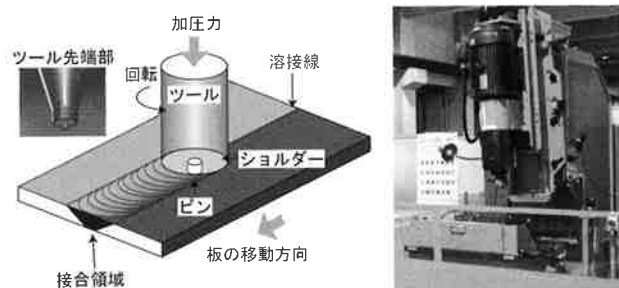 加圧力
ツール先端部
溶接線
回転
ツール
ショルダー
ピン
板の移動方向
接合領域